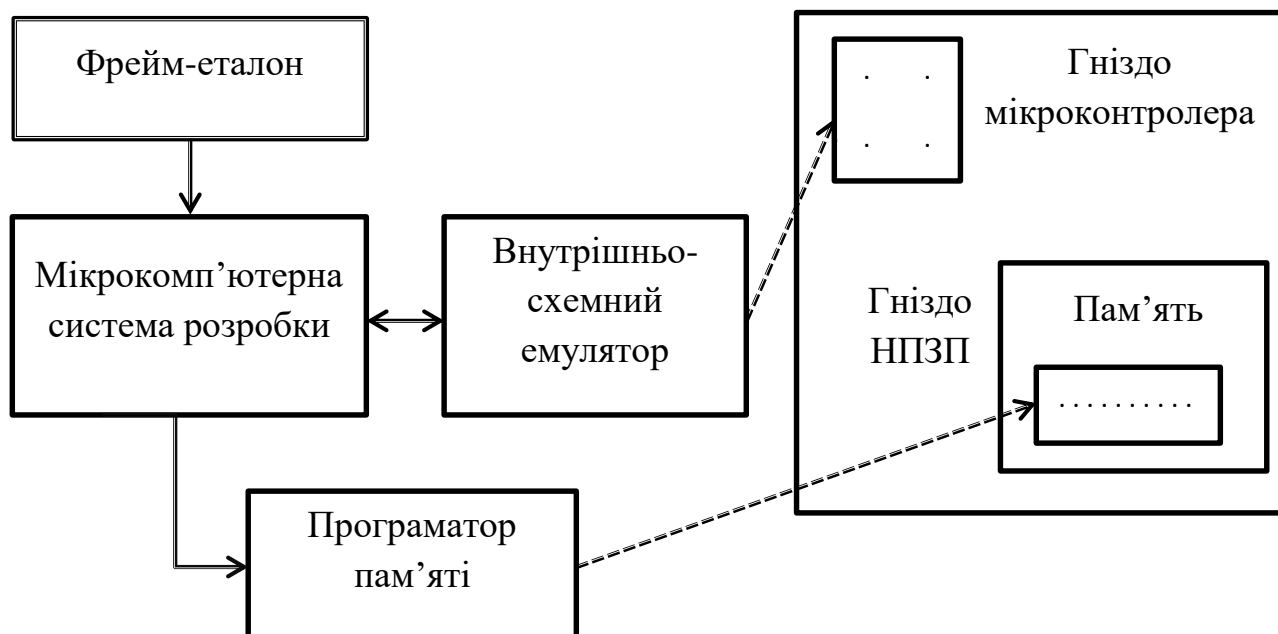 Фрейм-еталон
Гніздо
мікроконтролера
Мікрокомп’ютерна
система розробки
Внутрішньо-
схемний
емулятор
Гніздо
НПЗП
Пам’ять
Програматор
пам’яті